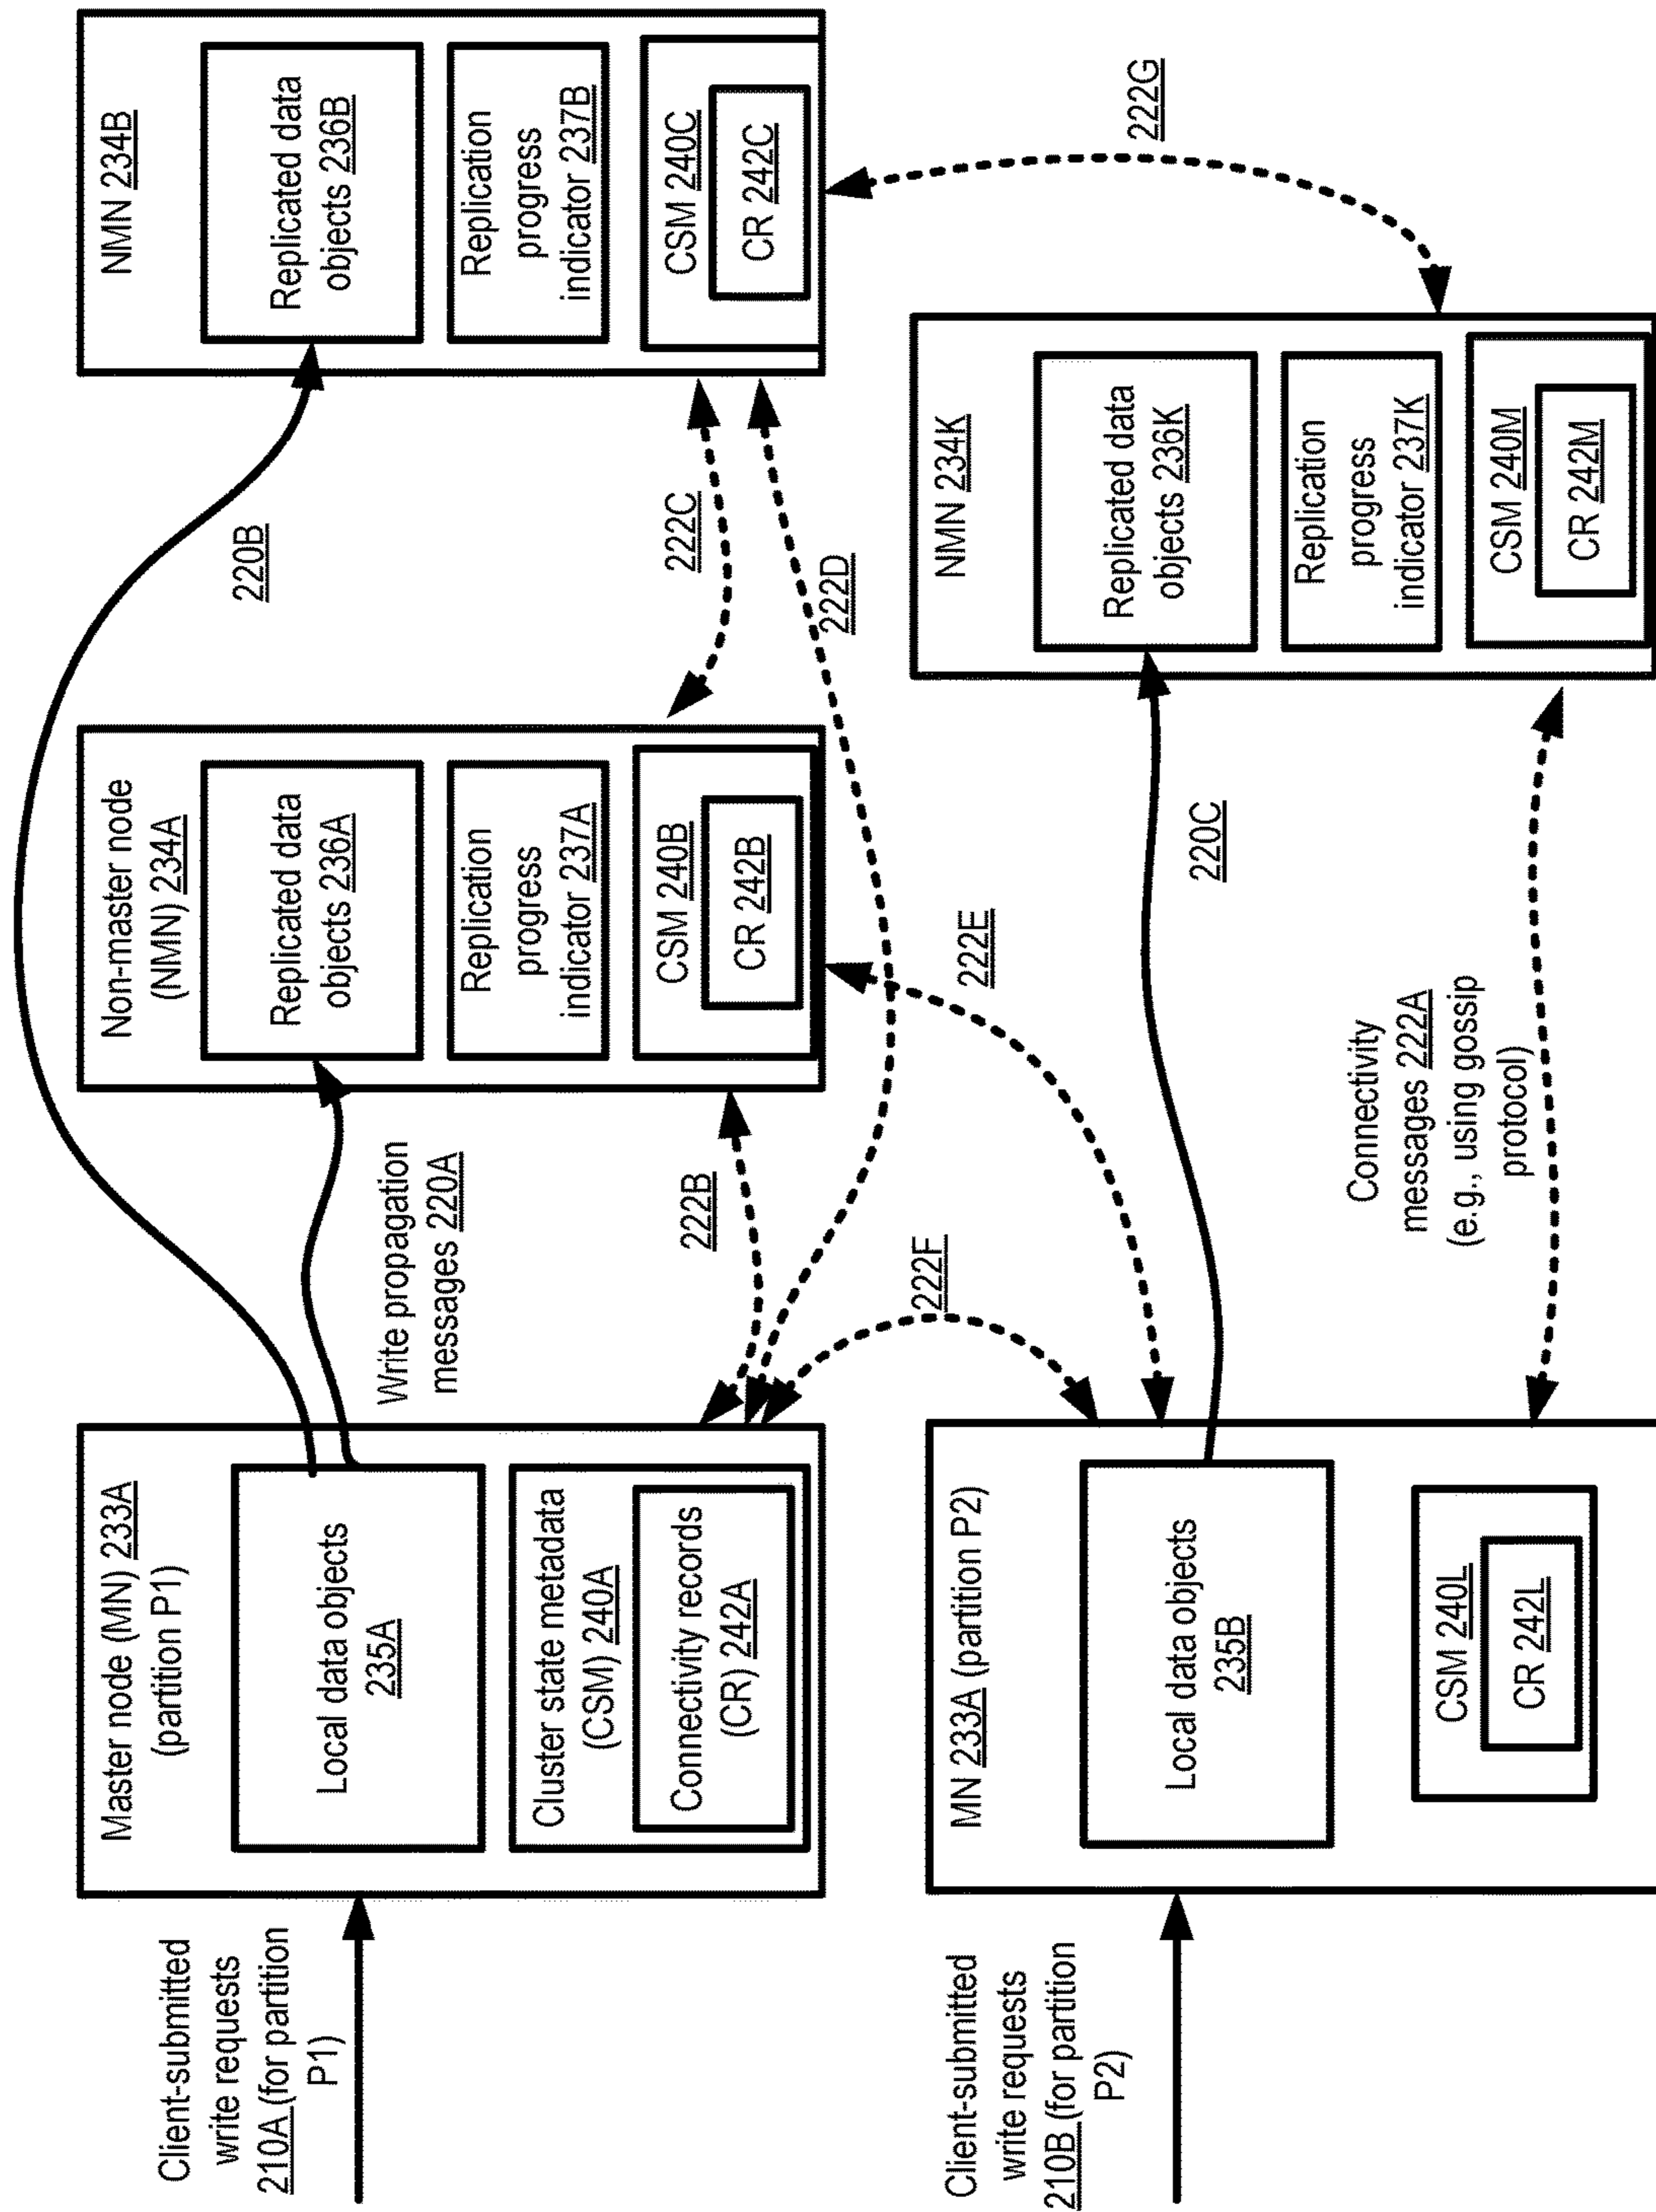 Client-submitted
write requests
210A (for partition
P1)
Master node (MN) 233A
(partition P1)
Local data objects
235A
Cluster state metadata
(CSM) 240A
Connectivity records
(CR) 242A
Write propagation
messages 220A
Non-master node
(NMN) 234A
Replicated data
objects 236A
Replication
progress
indicator 237A
CSM 240B
CR 242B
220B
NMN 234B
Replicated data
objects 236B
Replication
progress
indicator 237B
CSM 240C
CR 242C
222B
222C
222D
222F
222E
222G
Client-submitted
write requests
210B (for partition
P2)
MN 233A (partition P2)
Local data objects
235B
CSM 240L
CR 242L
220C
Connectivity
messages 222A
(e.g., using gossip
protocol)
NMN 234K
Replicated data
objects 236K
Replication
progress
indicator 237K
CSM 240M
CR 242M